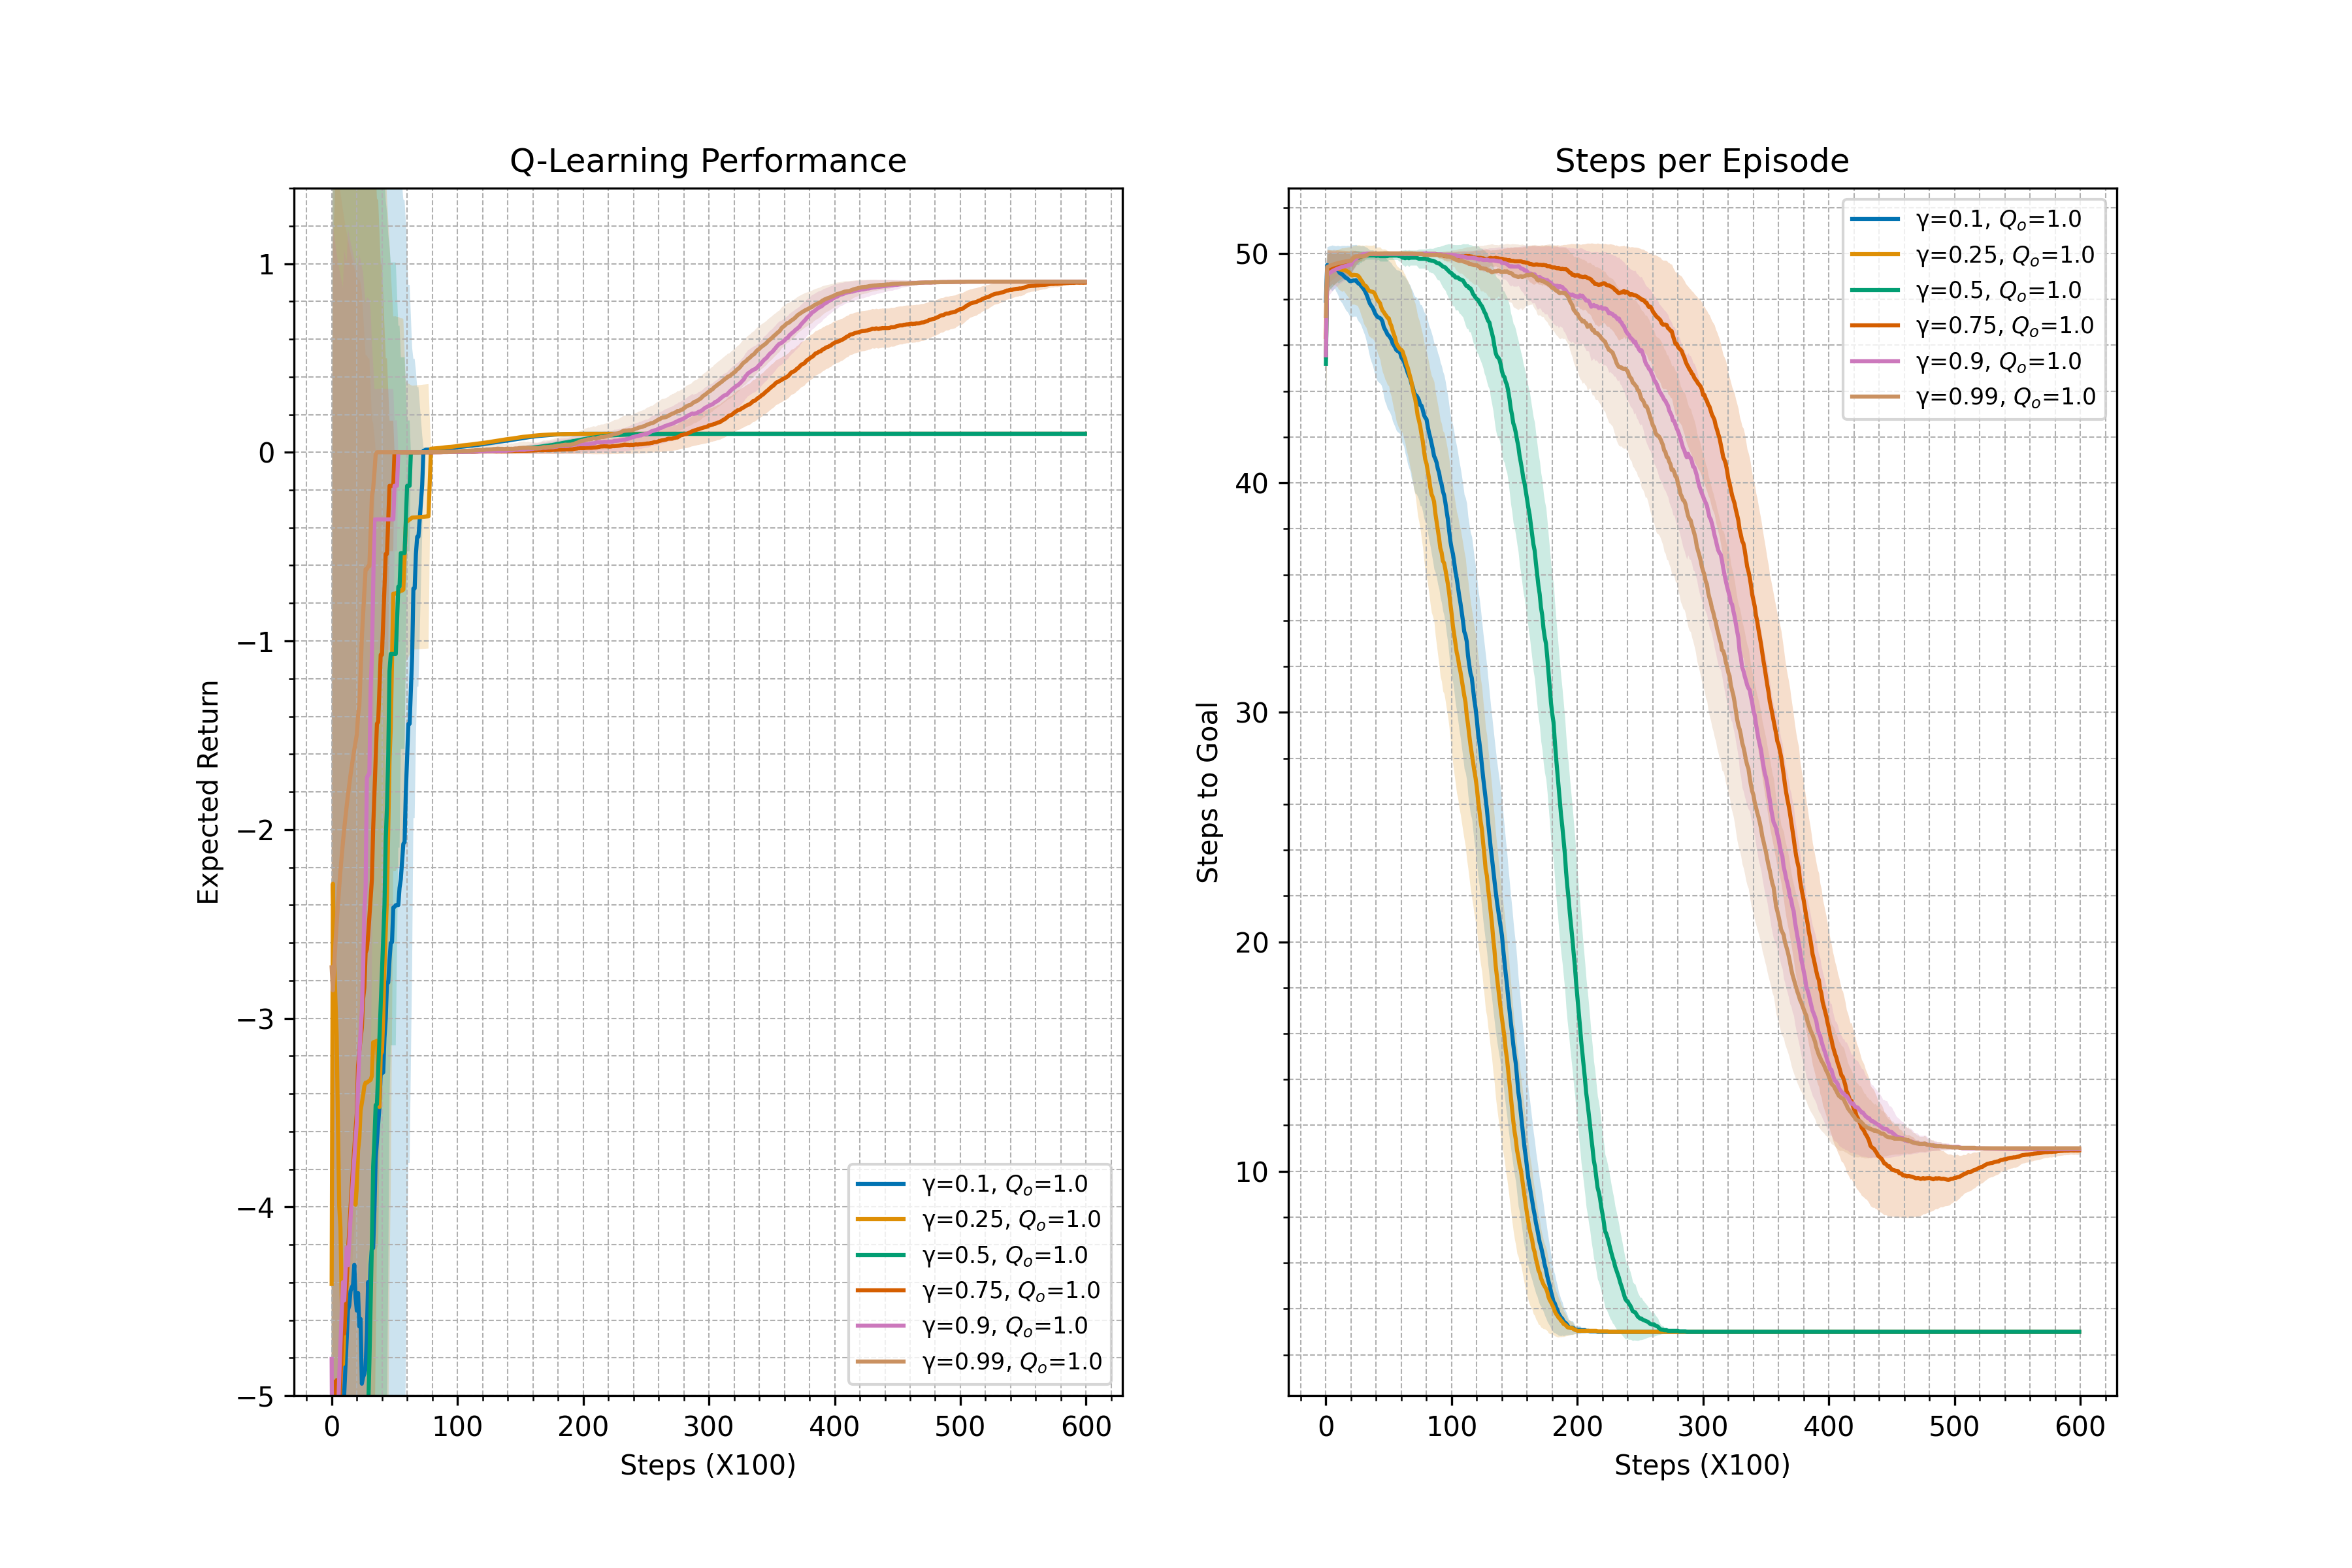 Q-Learning Performance
Expected Return
1
0
−1
−2
−3
−4
−5
0 100 200 300 400 500 600
Steps (X100)
γ=0.1, Qₒ=1.0
γ=0.25, Qₒ=1.0
γ=0.5, Qₒ=1.0
γ=0.75, Qₒ=1.0
γ=0.9, Qₒ=1.0
γ=0.99, Qₒ=1.0
Steps per Episode
Steps to Goal
50
40
30
20
10
0 100 200 300 400 500 600
Steps (X100)
γ=0.1, Qₒ=1.0
γ=0.25, Qₒ=1.0
γ=0.5, Qₒ=1.0
γ=0.75, Qₒ=1.0
γ=0.9, Qₒ=1.0
γ=0.99, Qₒ=1.0